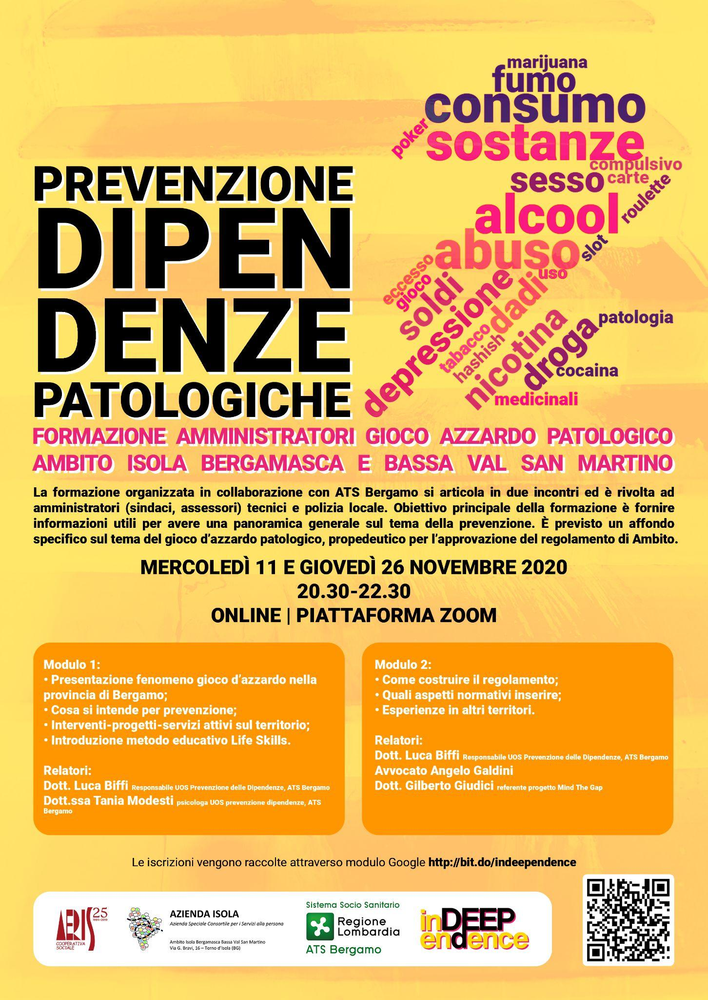 marijuana
fumo
consumo
poker
sostanze
compulsivo
sesso
carte
roulette
alcool
abuso
slot
uso
eccesso
gioco
soldi
depressione
dadi
tabacco
hashish
nicotina
droga
patologia
cocaina
medicinali
PREVENZIONE
DIPEN
DENZE
PATOLOGICHE
FORMAZIONE AMMINISTRATORI GIOCO AZZARDO PATOLOGICO
AMBITO ISOLA BERGAMASCA E BASSA VAL SAN MARTINO
La formazione organizzata in collaborazione con ATS Bergamo si articola in due incontri ed è rivolta ad
amministratori (sindaci, assessori) tecnici e polizia locale. Obiettivo principale della formazione è fornire
informazioni utili per avere una panoramica generale sul tema della prevenzione. È previsto un affondo
specifico sul tema del gioco d’azzardo patologico, propedeutico per l’approvazione del regolamento di Ambito.
MERCOLEDÌ 11 E GIOVEDÌ 26 NOVEMBRE 2020
20.30-22.30
ONLINE | PIATTAFORMA ZOOM
Modulo 1:
• Presentazione fenomeno gioco d’azzardo nella
provincia di Bergamo;
• Cosa si intende per prevenzione;
• Interventi-progetti-servizi attivi sul territorio;
• Introduzione metodo educativo Life Skills.
Relatori:
Dott. Luca Biffi Responsabile UOS Prevenzione delle Dipendenze, ATS Bergamo
Dott.ssa Tania Modesti psicologa UOS prevenzione dipendenze, ATS
Bergamo
Modulo 2:
• Come costruire il regolamento;
• Quali aspetti normativi inserire;
• Esperienze in altri territori.
Relatori:
Dott. Luca Biffi Responsabile UOS Prevenzione delle Dipendenze, ATS Bergamo
Avvocato Angelo Galdini
Dott. Gilberto Giudici referente progetto Mind The Gap
Le iscrizioni vengono raccolte attraverso modulo Google http://bit.do/indeependence
AERIS 25
1994-2019
COOPERATIVA
SOCIALE
AZIENDA ISOLA
Azienda Speciale Consortile per i Servizi alla persona
Ambito Isola Bergamasca Bassa Val San Martino
Via G. Bravi, 16 – Terno d’Isola (BG)
Sistema Socio Sanitario
Regione
Lombardia
ATS Bergamo
inDEEP
endence